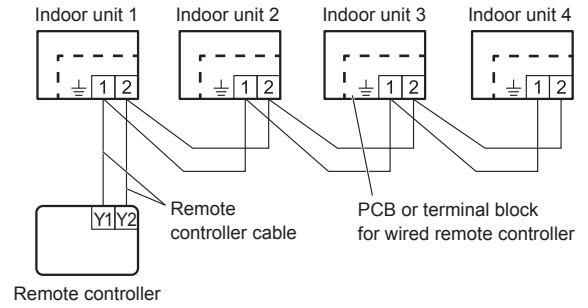 Indoor unit 1 Indoor unit 2 Indoor unit 3 Indoor unit 4
1 2 1 2 1 2 1 2
Y1 Y2
Remote
controller cable
PCB or terminal block
for wired remote controller
Remote controller